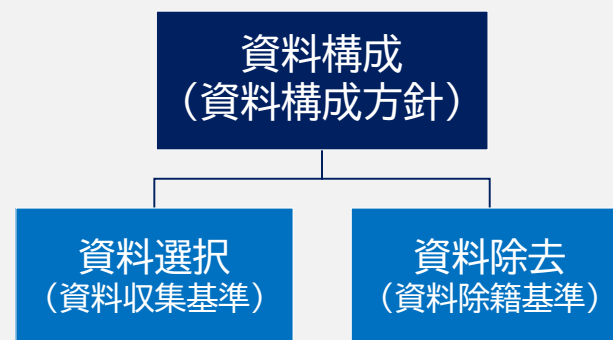 資料構成
（資料構成方針）
資料選択
（資料収集基準）
資料除去
（資料除籍基準）